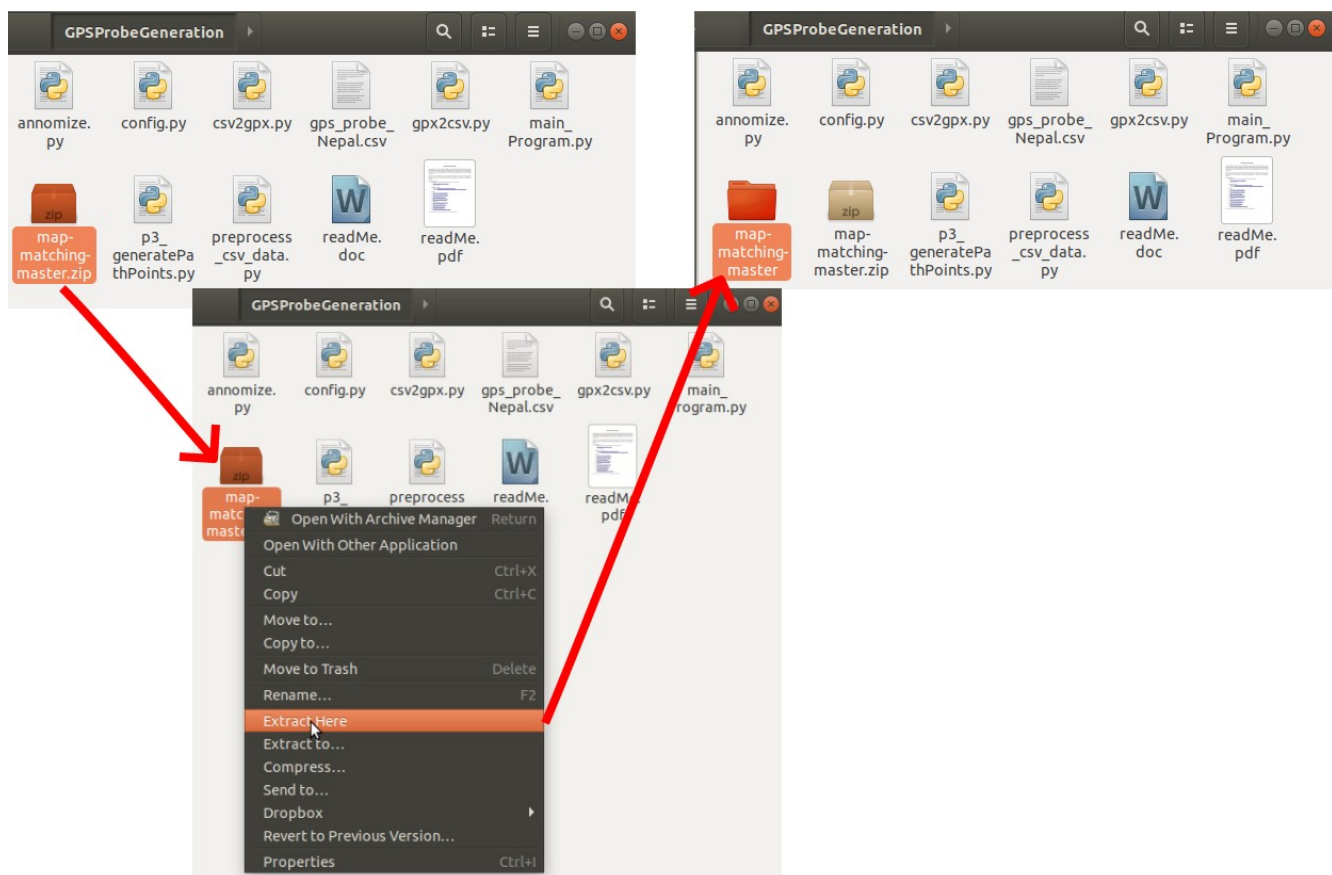 GPSProbeGeneration
annomize.
py
config.py
csv2gpx.py
gps_probe_
Nepal.csv
gpx2csv.py
main_
Program.py
zip
map-
matching-
master.zip
p3_
generatePa
thPoints.py
preprocess
_csv_data.
py
W
readMe.
doc
readMe.
pdf
GPSProbeGeneration
annomize.
py
config.py
csv2gpx.py
gps_probe_
Nepal.csv
gpx2csv.py
main_
Program.py
map-
matching-
master
zip
map-
matching-
master.zip
p3_
generatePa
thPoints.py
preprocess
_csv_data.
py
W
readMe.
doc
readMe.
pdf
GPSProbeGeneration
annomize.
py
config.py
csv2gpx.py
gps_probe_
Nepal.csv
gpx2csv.py
main_
rogram.py
zip
map-
matc
maste
p3_
preprocess
W
readMe.
readMe.
pdf
Open With Archive Manager Return
Open With Other Application
Cut Ctrl+X
Copy Ctrl+C
Move to...
Copy to...
Move to Trash Delete
Rename... F2
Extract Here
Extract to...
Compress...
Send to...
Dropbox
Revert to Previous Version...
Properties Ctrl+I